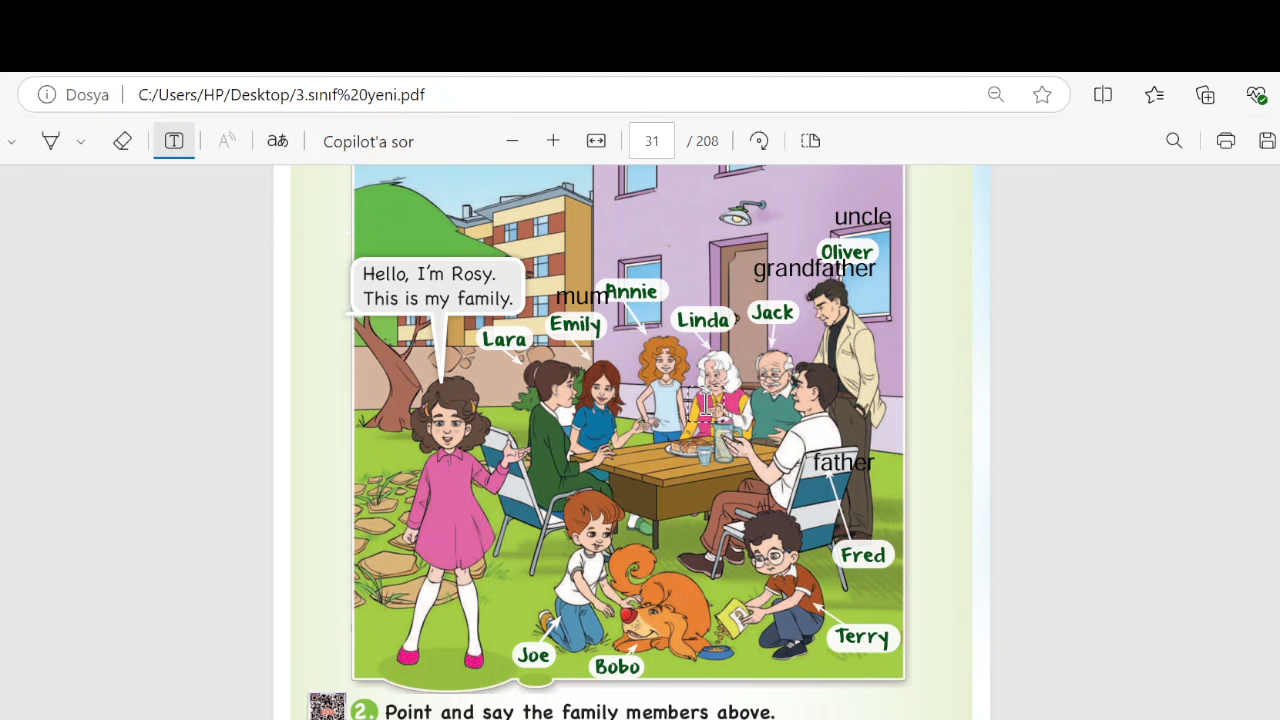 Dosya
C:/Users/HP/Desktop/3.sınıf%20yeni.pdf
aあ
Copilot'a sor
31
/ 208
uncle
Oliver
grandfather
Hello, I'm Rosy.
This is my family.
mum
Annie
Emily
Linda
Jack
Lara
father
Fred
Terry
Joe
Bobo
2. Point and say the family members above.